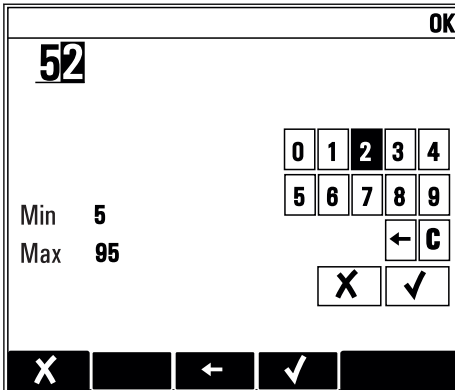 OK
52
0 1 2 3 4
5 6 7 8 9
Min 5
← C
Max 95
✗ ✓
✗ ← ✓